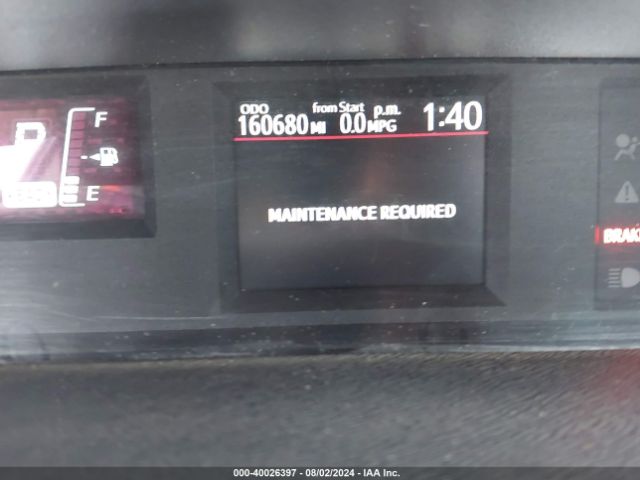 ODO from Start p.m.
160680 MI 0.0 MPG 1:40
P
F
E
MAINTENANCE REQUIRED
000-40026397 - 08/02/2024 - IAA Inc.